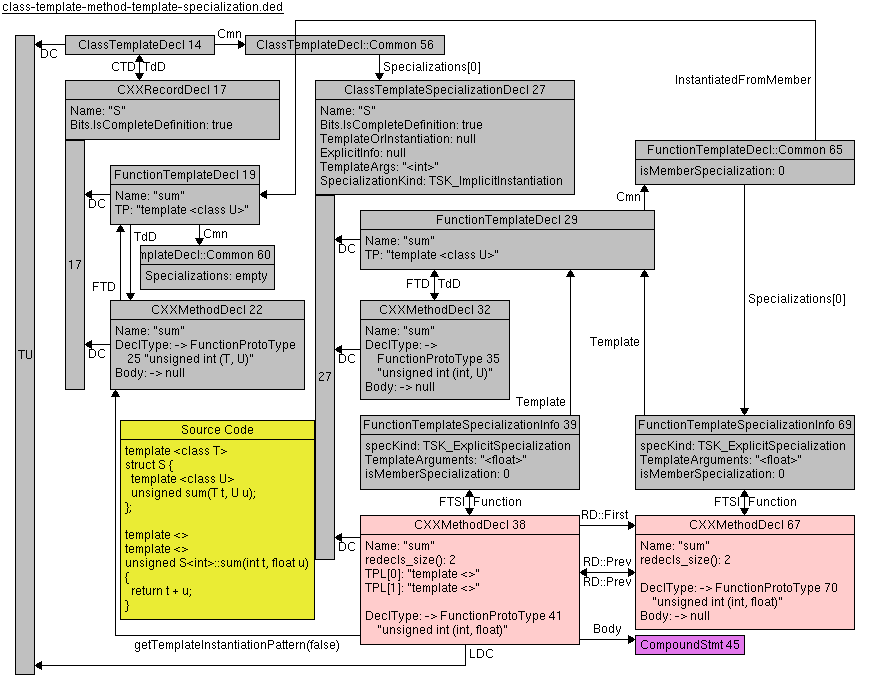 class-template-method-template-specialization.ded
ClassTemplateDecl 14
Cmn
ClassTemplateDecl::Common 56
DC
CTD
TdD
Specializations[0]
InstantiatedFromMember
CXXRecordDecl 17
Name: "S"
Bits.IsCompleteDefinition: true
ClassTemplateSpecializationDecl 27
Name: "S"
Bits.IsCompleteDefinition: true
TemplateOrInstantiation: null
ExplicitInfo: null
TemplateArgs: "<int>"
SpecializationKind: TSK_ImplicitInstantiation
FunctionTemplateDecl::Common 65
isMemberSpecialization: 0
FunctionTemplateDecl 19
Name: "sum"
TP: "template <class U>"
DC
Cmn
TdD
FTD
mplateDecl::Common 60
Specializations: empty
17
FunctionTemplateDecl 29
Name: "sum"
TP: "template <class U>"
DC
Cmn
FTD
TdD
Specializations[0]
CXXMethodDecl 22
Name: "sum"
DeclType: -> FunctionProtoType
25 "unsigned int (T, U)"
Body: -> null
DC
CXXMethodDecl 32
Name: "sum"
DeclType: ->
FunctionProtoType 35
"unsigned int (int, U)"
Body: -> null
DC
Template
Template
TU
27
Source Code
template <class T>
struct S {
template <class U>
unsigned sum(T t, U u);
};
template <>
template <>
unsigned S<int>::sum(int t, float u)
{
return t + u;
}
FunctionTemplateSpecializationInfo 39
specKind: TSK_ExplicitSpecialization
TemplateArguments: "<float>"
isMemberSpecialization: 0
FunctionTemplateSpecializationInfo 69
specKind: TSK_ExplicitSpecialization
TemplateArguments: "<float>"
isMemberSpecialization: 0
FTSI
Function
FTSI
Function
CXXMethodDecl 38
Name: "sum"
redecls_size(): 2
TPL[0]: "template <>"
TPL[1]: "template <>"
DeclType: -> FunctionProtoType 41
"unsigned int (int, float)"
DC
RD::First
RD::Prev
RD::Prev
CXXMethodDecl 67
Name: "sum"
redecls_size(): 2
DeclType: -> FunctionProtoType 70
"unsigned int (int, float)"
Body: -> null
Body
CompoundStmt 45
getTemplateInstantiationPattern(false)
LDC